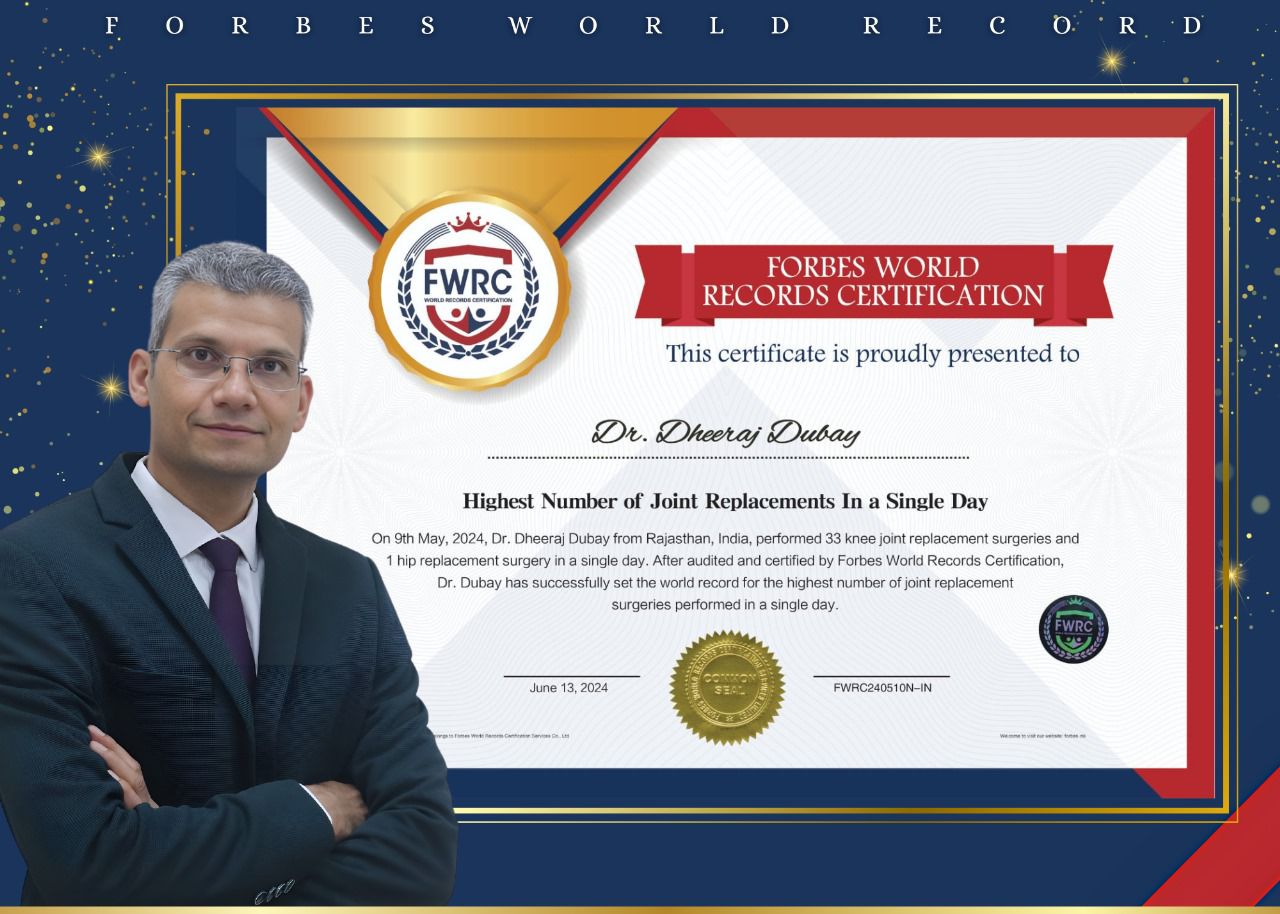 FORBES WORLD RECORD
FWRC
WORLD RECORDS CERTIFICATION
FORBES WORLD
RECORDS CERTIFICATION
This certificate is proudly presented to
Dr. Dheeraj Dubay
Highest Number of Joint Replacements In a Single Day
On 9th May, 2024, Dr. Dheeraj Dubay from Rajasthan, India, performed 33 knee joint replacement surgeries and
1 hip replacement surgery in a single day. After audited and certified by Forbes World Records Certification,
Dr. Dubay has successfully set the world record for the highest number of joint replacement
surgeries performed in a single day.
FWRC
COMMON
SEAL
June 13, 2024
FWRC240510N-IN
to Forbes World Records Certification Services Co., Ltd
Welcome to visit our website: